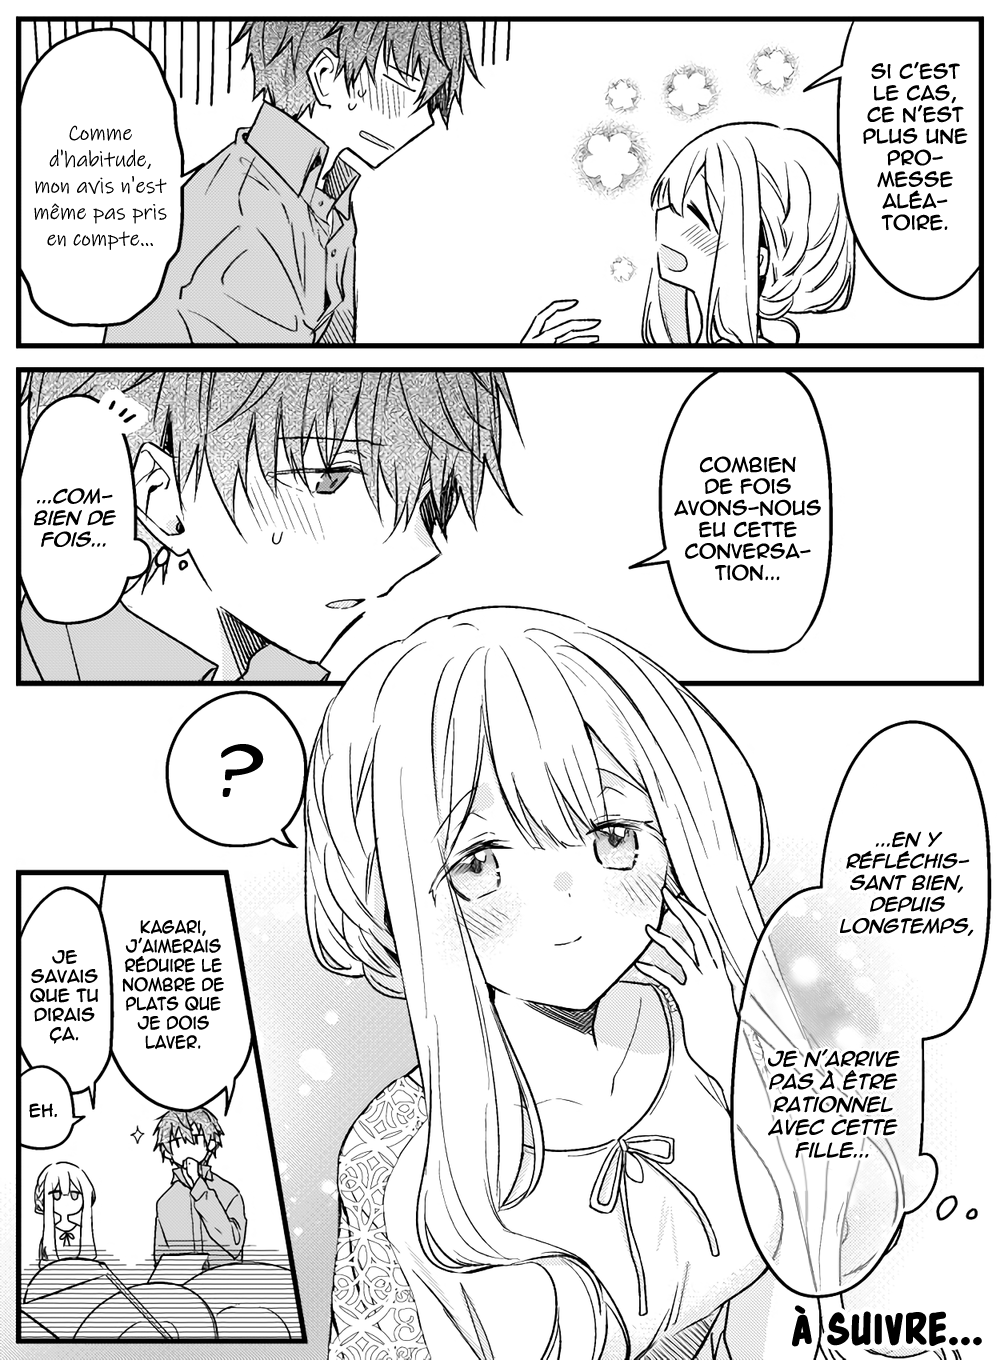 SI C'EST
LE CAS,
CE N'EST
PLUS UNE
PRO-
MESSE
ALÉA-
TOIRE.
Comme
d'habitude,
mon avis n'est
même pas pris
en compte...
COMBIEN
DE FOIS
AVONS-NOUS
EU CETTE
CONVERSA-
TION...
...COM-
BIEN DE
FOIS...
?
...EN Y
RÉFLÉCHIS-
SANT BIEN,
DEPUIS
LONGTEMPS,
JE N'ARRIVE
PAS À ÊTRE
RATIONNEL
AVEC CETTE
FILLE...
KAGARI,
J'AIMERAIS
RÉDUIRE LE
NOMBRE DE
PLATS QUE
JE DOIS
LAVER.
JE
SAVAIS
QUE TU
DIRAIS
ÇA.
EH.
À SUIVRE...